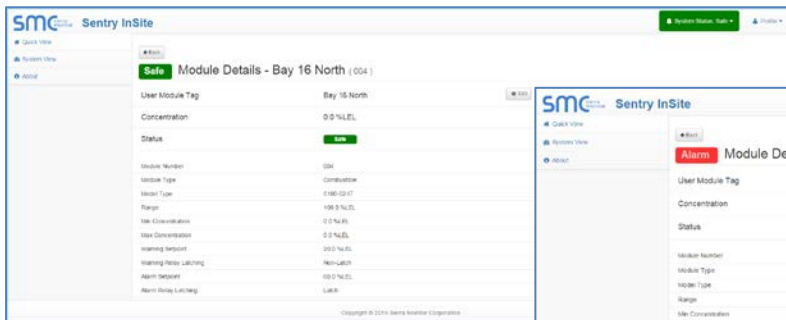 SMC Sentry InSite
System Status: Safe
Profile
Quick View
System View
About
Back
Safe Module Details - Bay 16 North ( 004 )
User Module Tag Bay 16 North Edit
Concentration 0.0 %LEL
Status Safe
Module Number 004
Module Type Combustible
Model Type
Range 100.0 %LEL
Min Concentration 0.0 %LEL
Max Concentration 0.0 %LEL
Warning Setpoint
Warning Relay Latching Non-Latch
Alarm Setpoint
Alarm Relay Latching Latch
Sierra Monitor Corporation
SMC Sentry InSite
Quick View
System View
About
Back
Alarm Module De
User Module Tag
Concentration
Status
Module Number
Module Type
Model Type
Range
Min Concentration